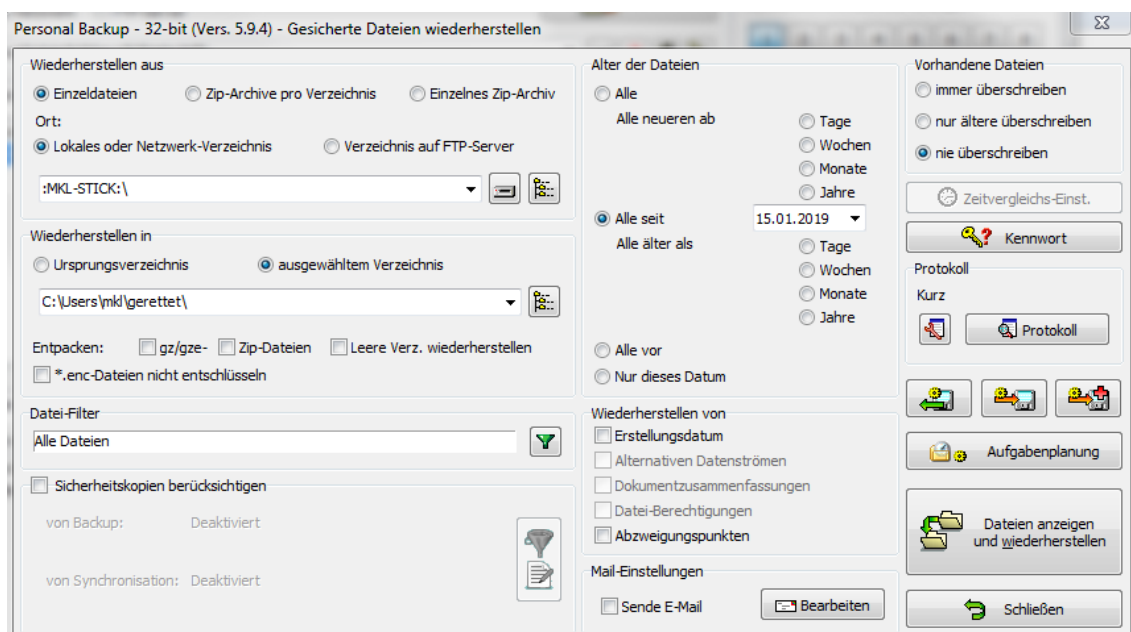 Personal Backup - 32-bit (Vers. 5.9.4) - Gesicherte Dateien wiederherstellen
Wiederherstellen aus
Einzeldateien Zip-Archive pro Verzeichnis Einzelnes Zip-Archiv
Ort:
Lokales oder Netzwerk-Verzeichnis Verzeichnis auf FTP-Server
:MKL-STICK:\
Wiederherstellen in
Ursprungsverzeichnis ausgewähltem Verzeichnis
C:\Users\mkl\gerettet\
Entpacken: gz/gze- Zip-Dateien Leere Verz. wiederherstellen
*.enc-Dateien nicht entschlüsseln
Datei-Filter
Alle Dateien
Sicherheitskopien berücksichtigen
von Backup: Deaktiviert
von Synchronisation: Deaktiviert
Alter der Dateien
Alle
Alle neueren ab
Tage
Wochen
Monate
Jahre
Alle seit 15.01.2019
Alle älter als
Tage
Wochen
Monate
Jahre
Alle vor
Nur dieses Datum
Wiederherstellen von
Erstellungsdatum
Alternativen Datenströmen
Dokumentzusammenfassungen
Datei-Berechtigungen
Abzweigungspunkten
Mail-Einstellungen
Sende E-Mail Bearbeiten
Vorhandene Dateien
immer überschreiben
nur ältere überschreiben
nie überschreiben
Zeitvergleichs-Einst.
Kennwort
Protokoll
Kurz
Protokoll
Aufgabenplanung
Dateien anzeigen
und wiederherstellen
Schließen